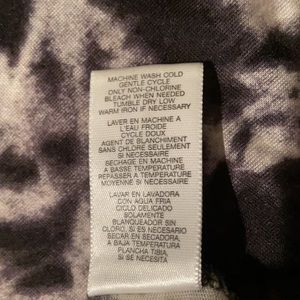 MACHINE WASH COLD
GENTLE CYCLE
ONLY NON-CHLORINE
BLEACH WHEN NEEDED
TUMBLE DRY LOW
WARM IRON IF NECESSARY
LAVER EN MACHINE A
L'EAU FROIDE
CYCLE DOUX
AGENT DE BLANCHIMENT
SANS CHLORE SEULEMENT
SI NECESSAIRE
SECHAGE EN MACHINE
A BASSE TEMPERATURE
REPASSER A TEMPERATURE
MOYENNE SI NECESSAIRE
LAVAR EN LAVADORA
CON AGUA FRIA
CICLO DELICADO
SOLAMENTE
BLANQUEADOR SIN
CLORO, SI ES NECESARIO
SECAR EN SECADORA,
A BAJA TEMPERATURA
PLANCHA TIBIA,
SI ES NECESITA